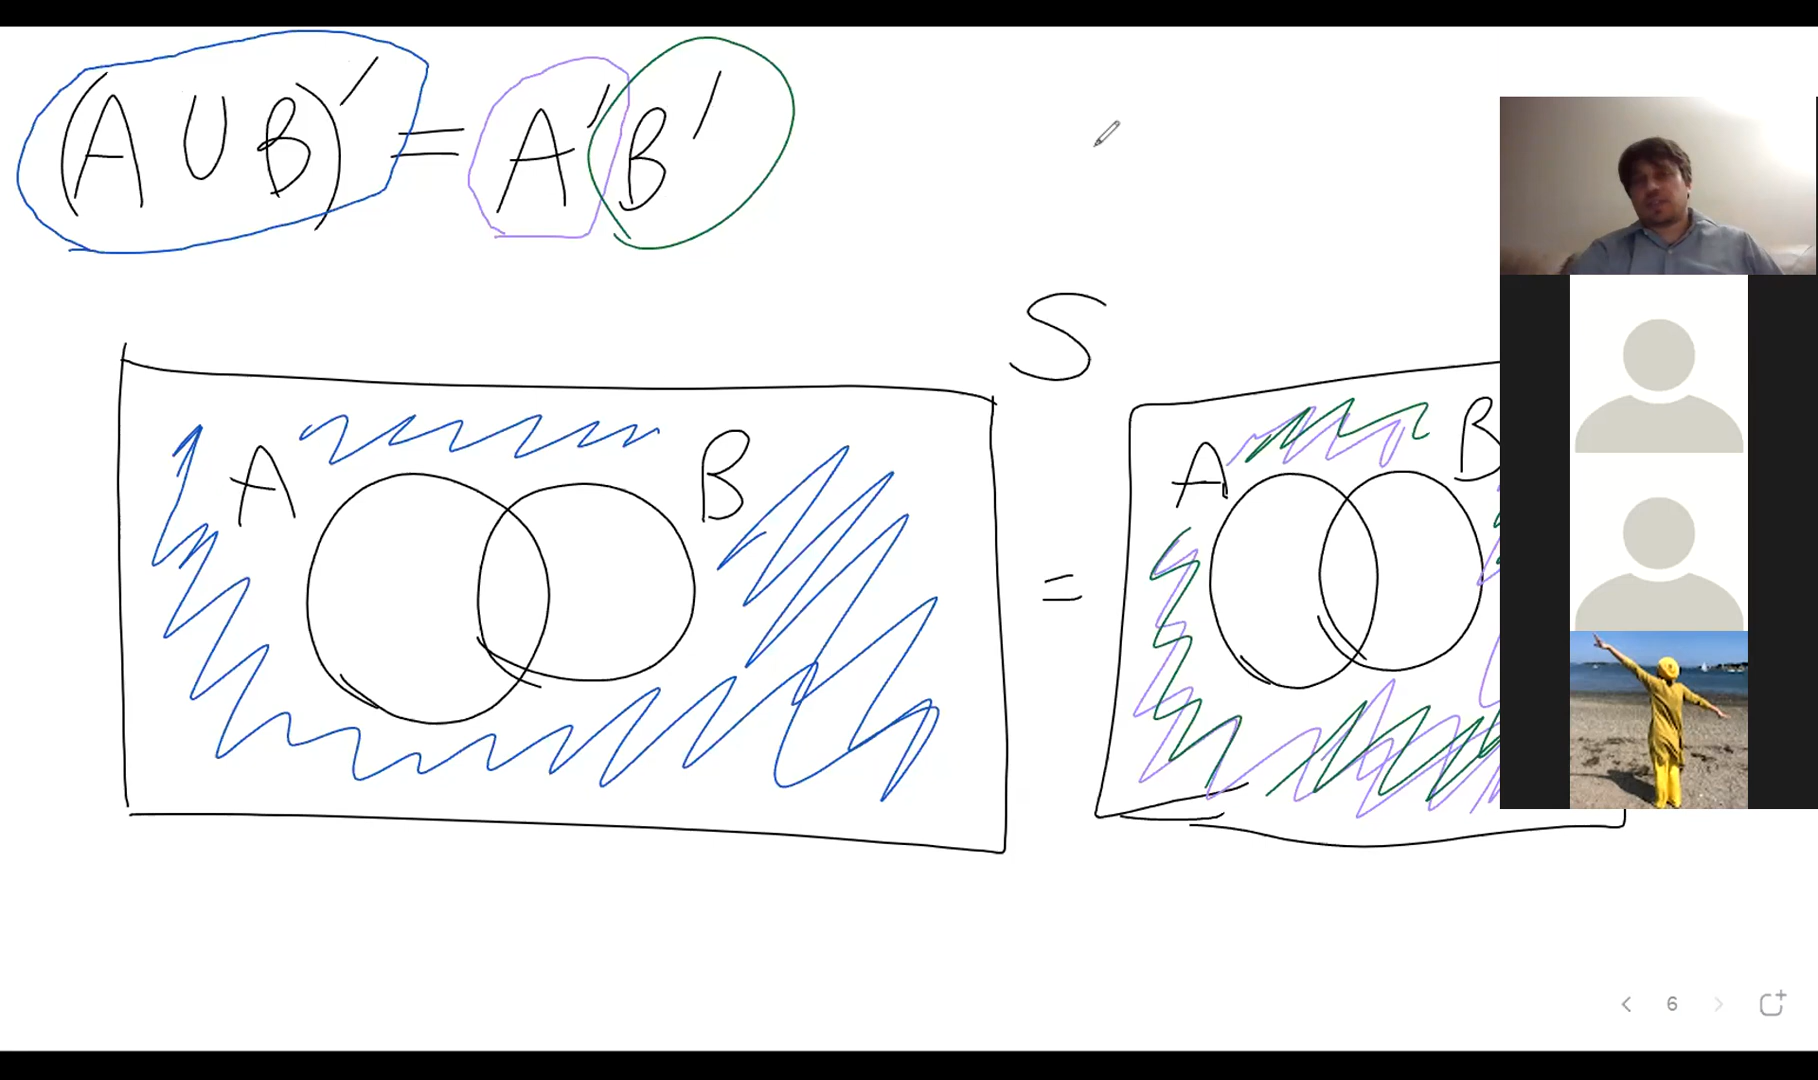 (A ∪ B)′ = A′B′
S
A B
=
A B
6